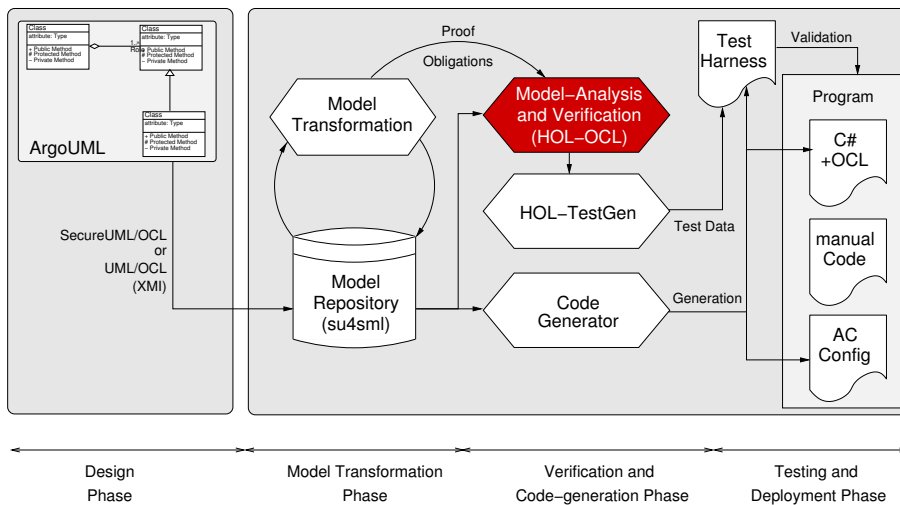 Class
attribute: Type
+ Public Method
# Protected Method
− Private Method
1..*
Role
Class
attribute: Type
+ Public Method
# Protected Method
− Private Method
Class
attribute: Type
+ Public Method
# Protected Method
− Private Method
ArgoUML
SecureUML/OCL
or
UML/OCL
(XMI)
Model
Transformation
Proof
Obligations
Model
Repository
(su4sml)
Model−Analysis
and Verification
(HOL−OCL)
HOL−TestGen
Code
Generator
Test Data
Generation
Test
Harness
Validation
Program
C#
+OCL
manual
Code
AC
Config
Design
Phase
Model Transformation
Phase
Verification and
Code−generation Phase
Testing and
Deployment Phase